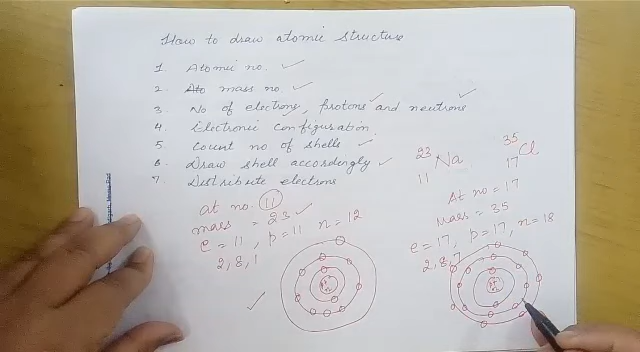 How to draw atomic structure
1. Atomic no.
2. Ato mass no.
3. No of electrons, protons and neutrons
4. Electronic configuration
5. Count no of shells
6. Draw shell accordingly
7. Distribute electrons
at no. 11
mass = 23
e = 11, p = 11 n = 12
2,8,1
23
11 Na
35
17 Cl
At no = 17
Mass = 35
e = 17, p = 17, n = 18
2,8,7